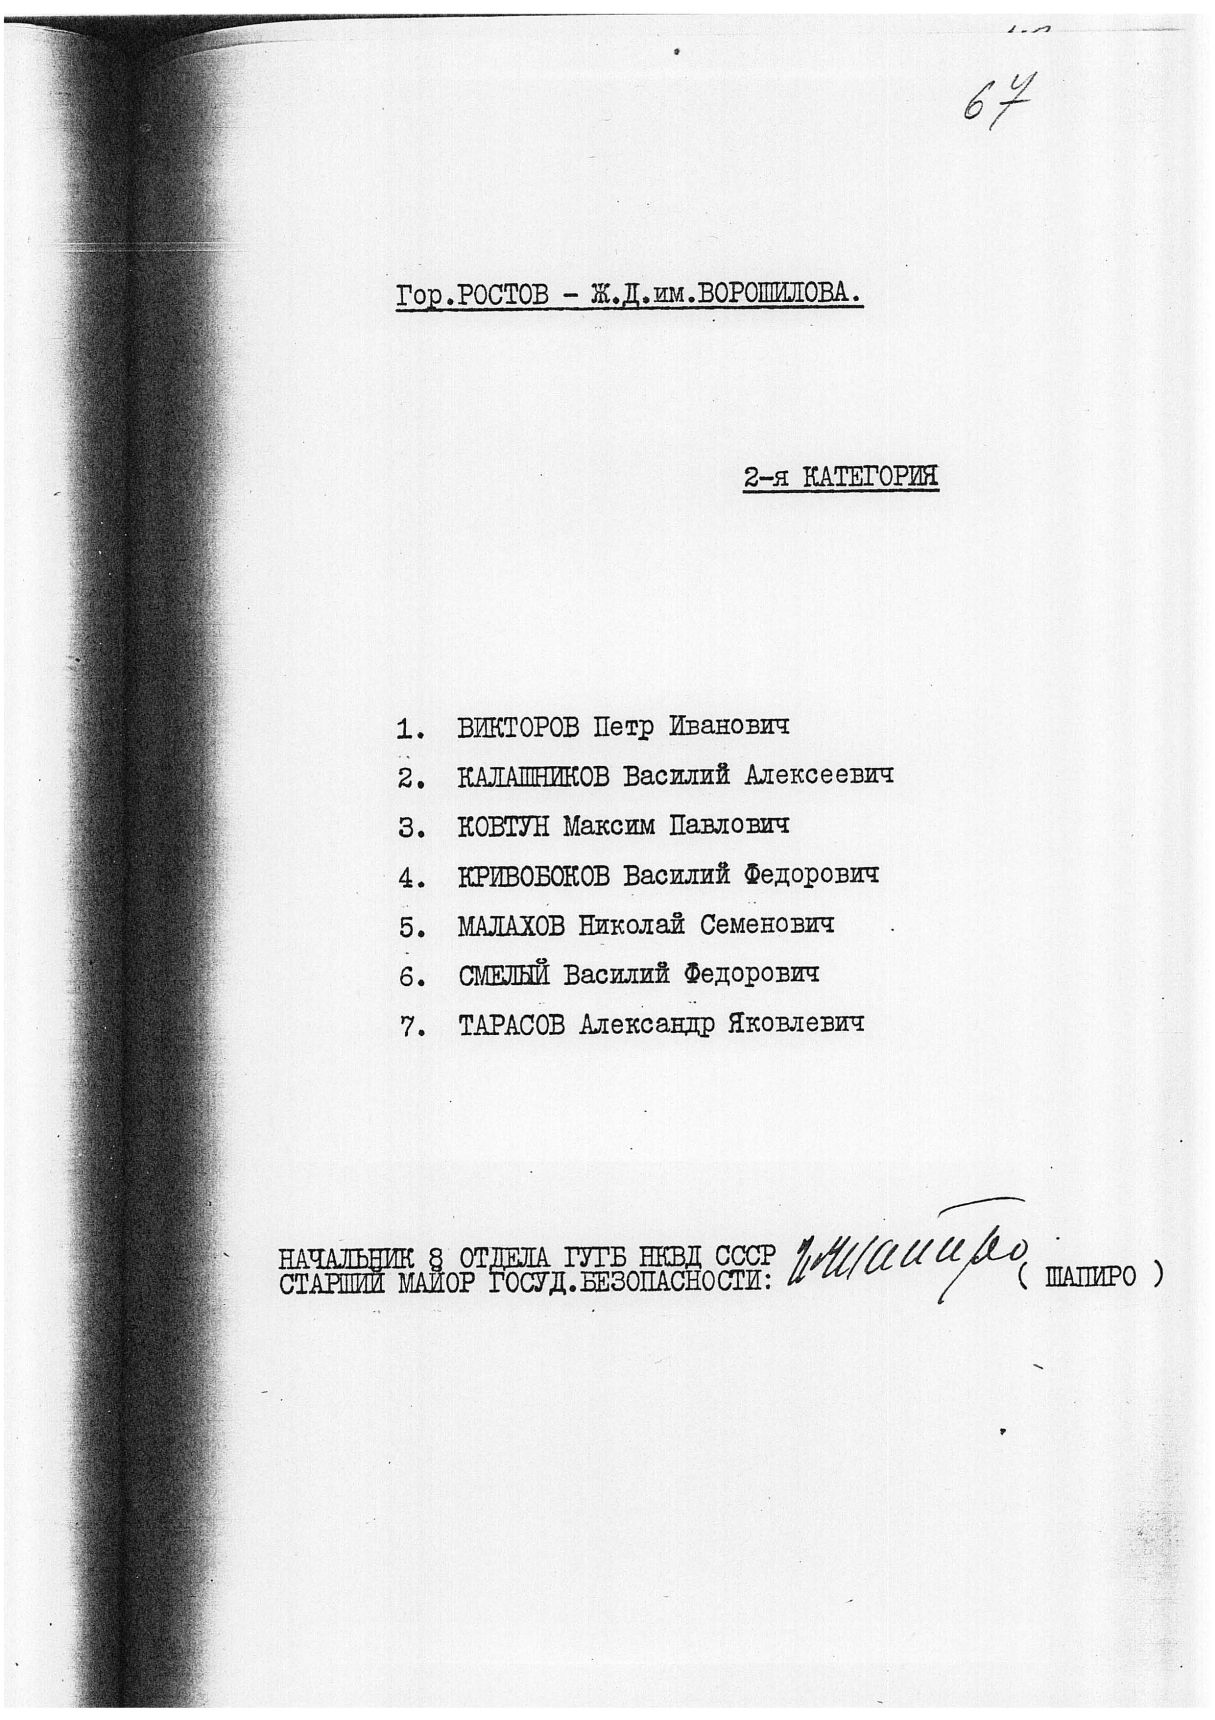 67
Гор.РОСТОВ - Ж.Д.им.ВОРОШИЛОВА.
2-я КАТЕГОРИЯ
1. ВИКТОРОВ Петр Иванович
2. КАЛАШНИКОВ Василий Алексеевич
3. КОВТУН Максим Павлович
4. КРИВОБОКОВ Василий Федорович
5. МАЛАХОВ Николай Семенович
6. СМЕЛЫЙ Василий Федорович
7. ТАРАСОВ Александр Яковлевич
НАЧАЛЬНИК 8 ОТДЕЛА ГУГБ НКВД СССР
СТАРШИЙ МАЙОР ГОСУД.БЕЗОПАСНОСТИ: ( ШАПИРО )